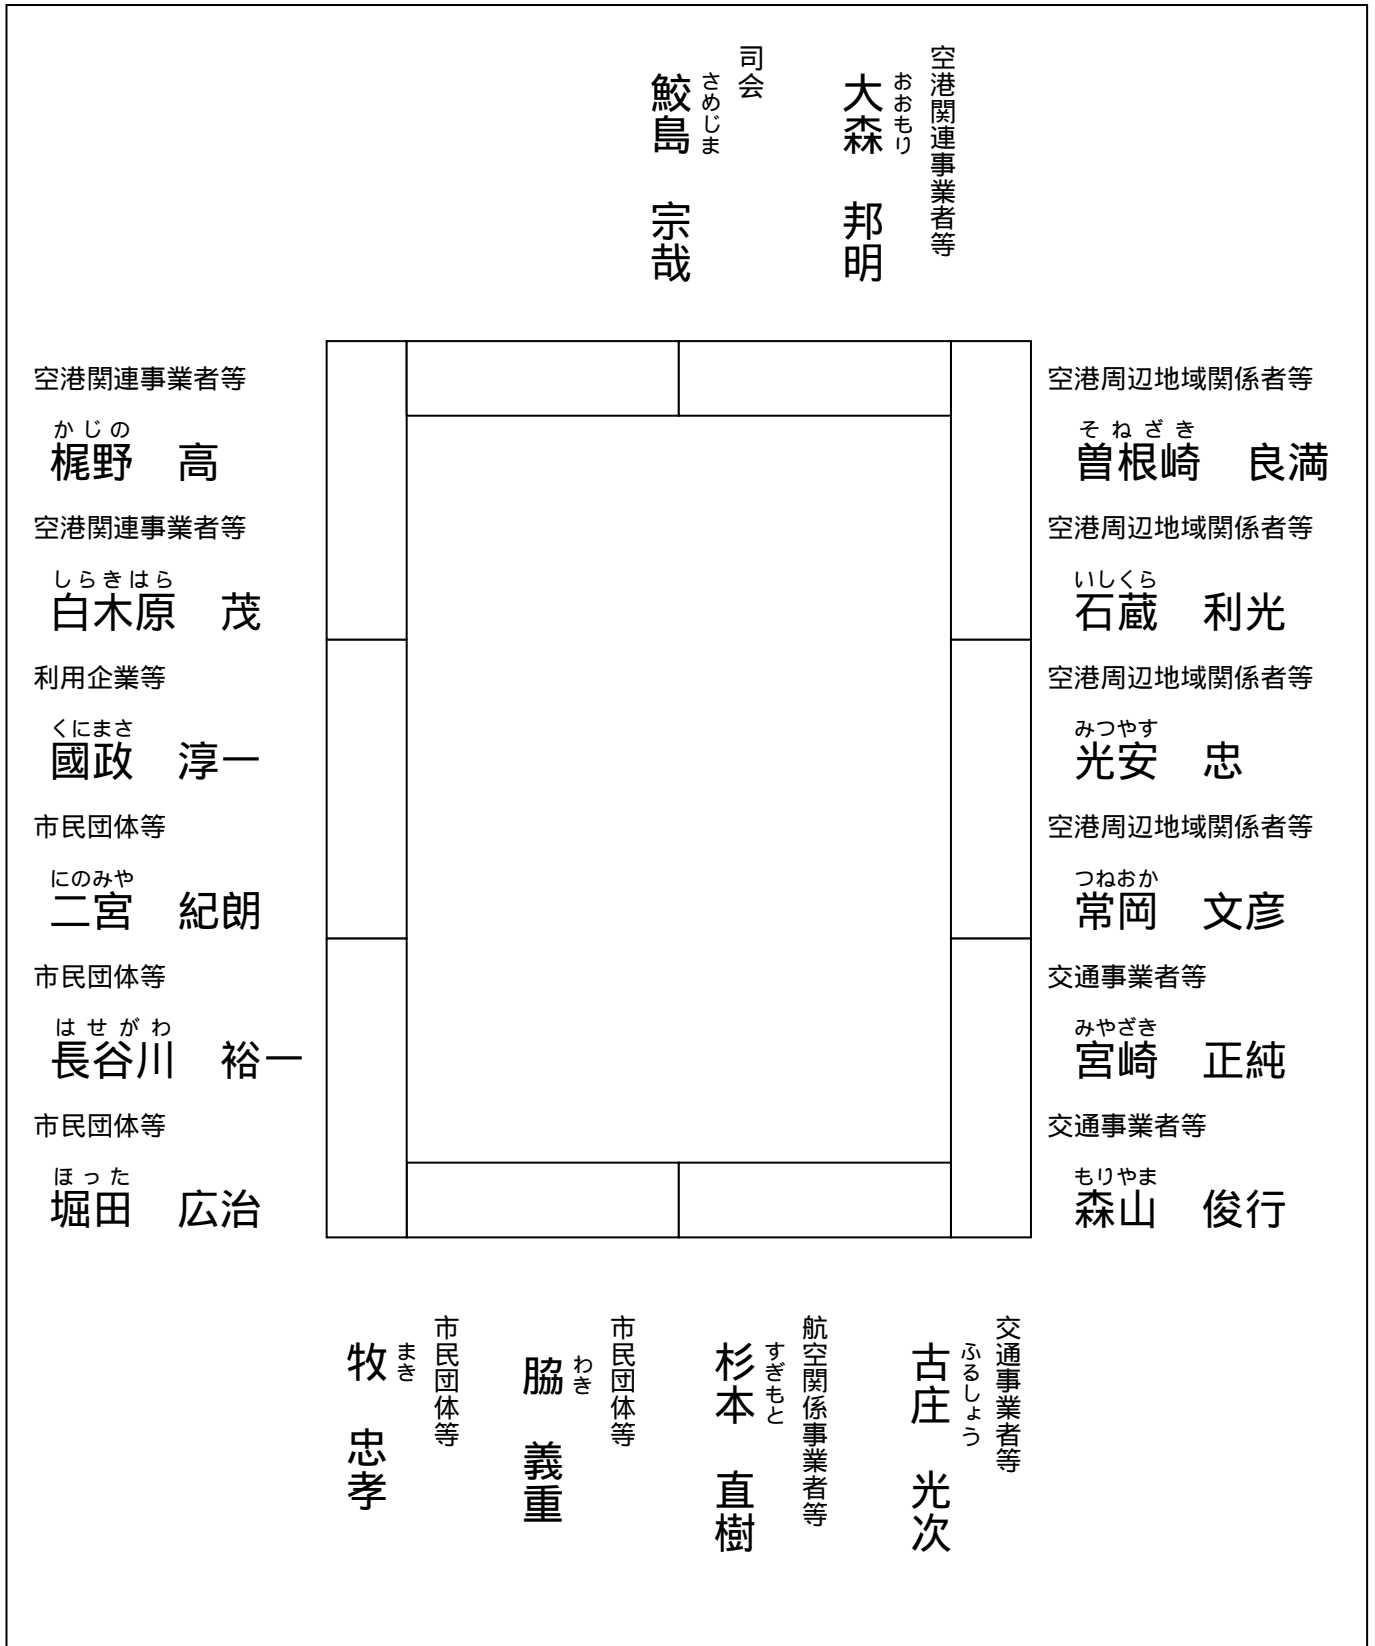 空港関連事業者等
おおもり
大森　邦明
司会
さめじま
鮫島　宗哉
空港関連事業者等
かじの
梶野　高
空港関連事業者等
しらきはら
白木原　茂
利用企業等
くにまさ
國政　淳一
市民団体等
にのみや
二宮　紀朗
市民団体等
はせがわ
長谷川　裕一
市民団体等
ほった
堀田　広治
空港周辺地域関係者等
そねざき
曽根崎　良満
空港周辺地域関係者等
いしくら
石蔵　利光
空港周辺地域関係者等
みつやす
光安　忠
空港周辺地域関係者等
つねおか
常岡　文彦
交通事業者等
みやざき
宮崎　正純
交通事業者等
もりやま
森山　俊行
交通事業者等
ふるしょう
古庄　光次
航空関係事業者等
すぎもと
杉本　直樹
市民団体等
わき
脇　義重
市民団体等
まき
牧　忠孝